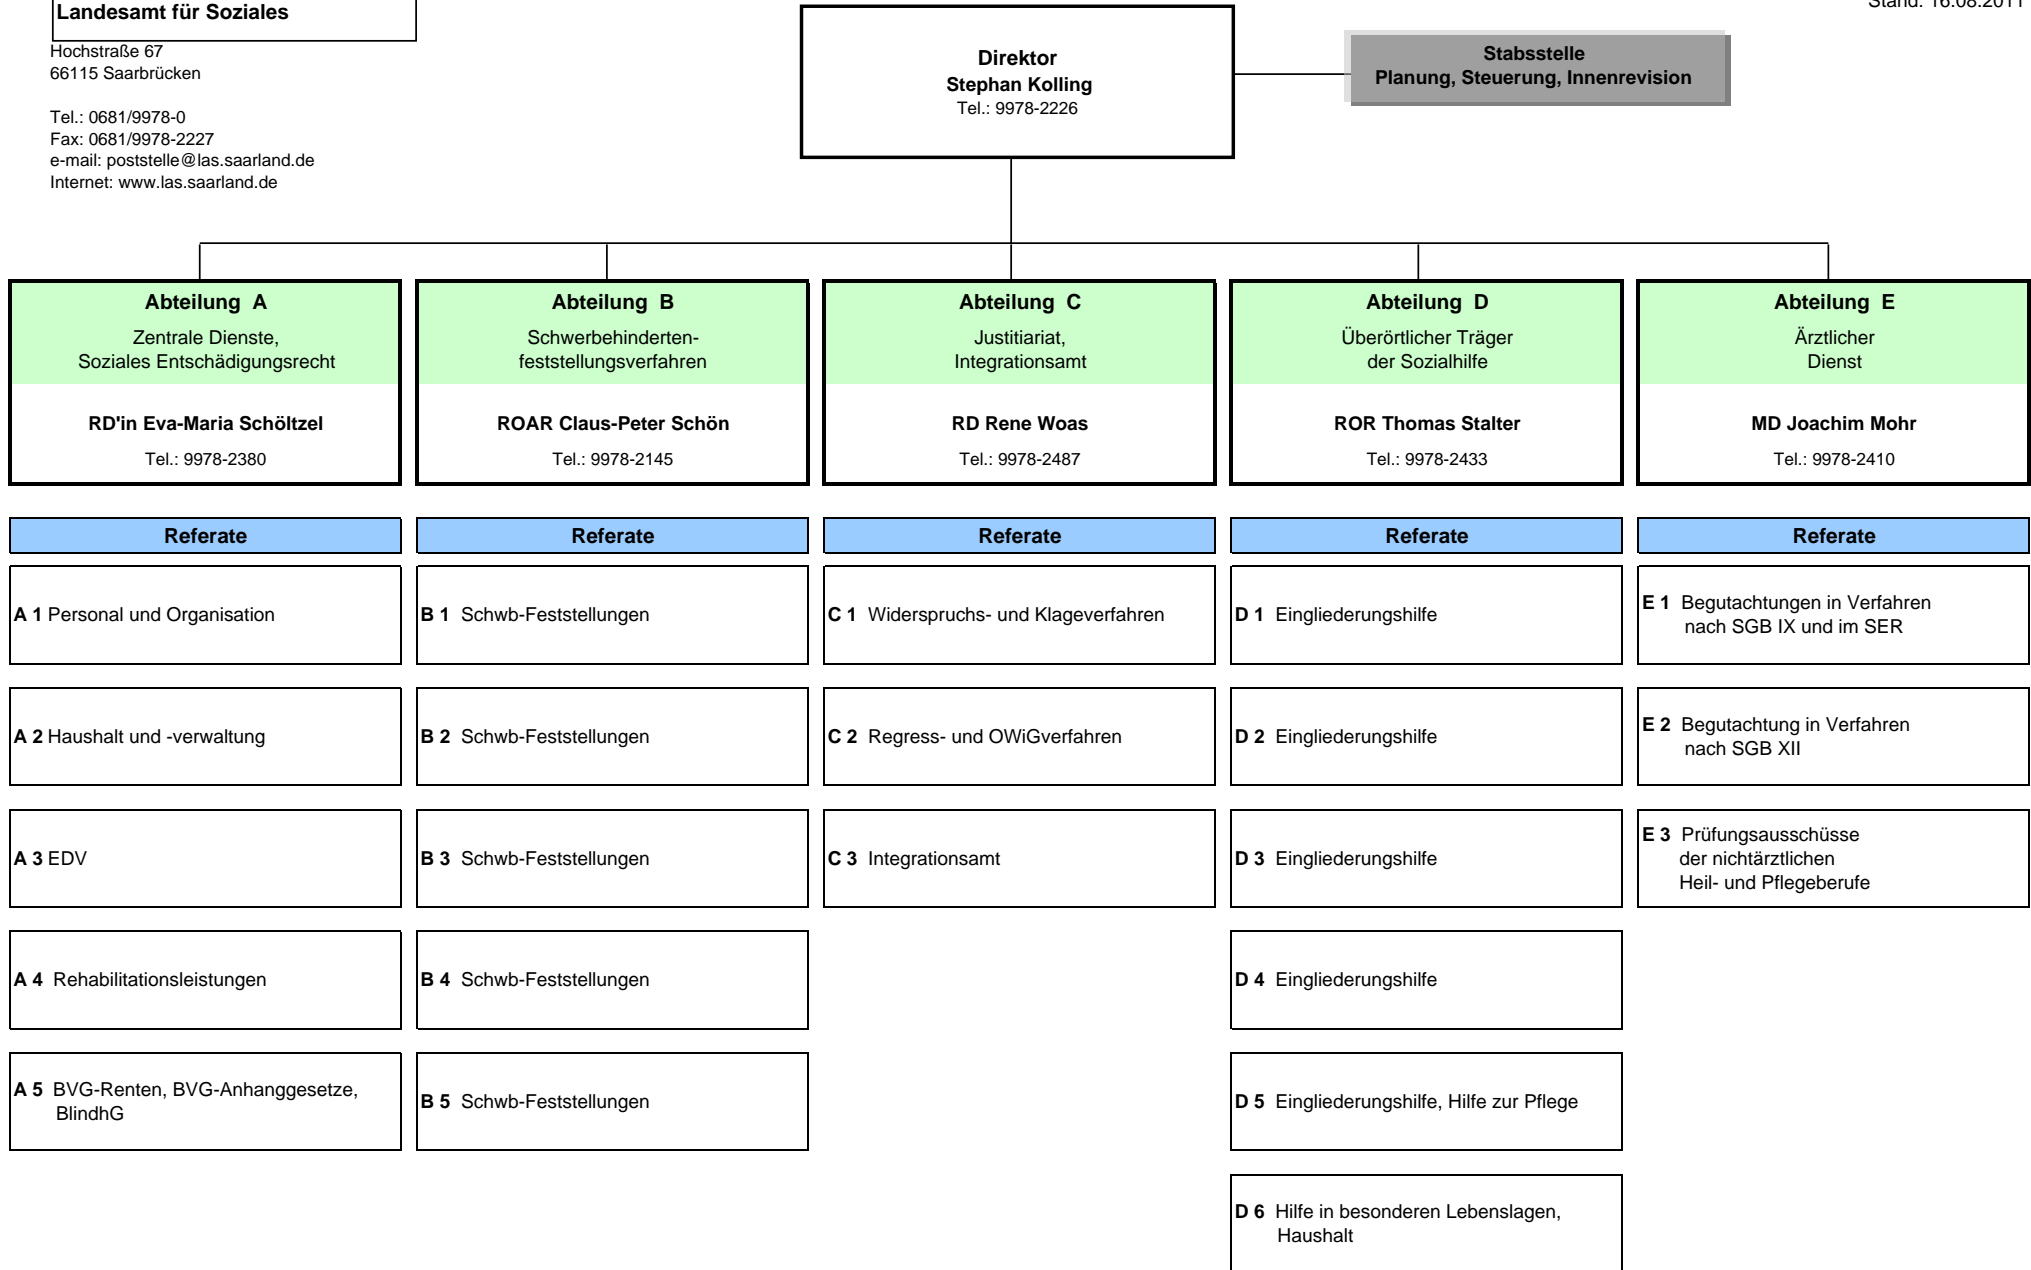 Landesamt für Soziales
Stand: 16.08.2011
Hochstraße 67
66115 Saarbrücken
Tel.: 0681/9978-0
Fax: 0681/9978-2227
e-mail: poststelle@las.saarland.de
Internet: www.las.saarland.de
Direktor
Stephan Kolling
Tel.: 9978-2226
Stabsstelle
Planung, Steuerung, Innenrevision
Abteilung A
Zentrale Dienste,
Soziales Entschädigungsrecht
RD'in Eva-Maria Schöltzel
Tel.: 9978-2380
Abteilung B
Schwerbehinderten-
feststellungsverfahren
ROAR Claus-Peter Schön
Tel.: 9978-2145
Abteilung C
Justitiariat,
Integrationsamt
RD Rene Woas
Tel.: 9978-2487
Abteilung D
Überörtlicher Träger
der Sozialhilfe
ROR Thomas Stalter
Tel.: 9978-2433
Abteilung E
Ärztlicher
Dienst
MD Joachim Mohr
Tel.: 9978-2410
Referate
A 1 Personal und Organisation
A 2 Haushalt und -verwaltung
A 3 EDV
A 4 Rehabilitationsleistungen
A 5 BVG-Renten, BVG-Anhanggesetze,
BlindhG
Referate
B 1 Schwb-Feststellungen
B 2 Schwb-Feststellungen
B 3 Schwb-Feststellungen
B 4 Schwb-Feststellungen
B 5 Schwb-Feststellungen
Referate
C 1 Widerspruchs- und Klageverfahren
C 2 Regress- und OWiGverfahren
C 3 Integrationsamt
Referate
D 1 Eingliederungshilfe
D 2 Eingliederungshilfe
D 3 Eingliederungshilfe
D 4 Eingliederungshilfe
D 5 Eingliederungshilfe, Hilfe zur Pflege
D 6 Hilfe in besonderen Lebenslagen,
Haushalt
Referate
E 1 Begutachtungen in Verfahren
nach SGB IX und im SER
E 2 Begutachtung in Verfahren
nach SGB XII
E 3 Prüfungsausschüsse
der nichtärztlichen
Heil- und Pflegeberufe